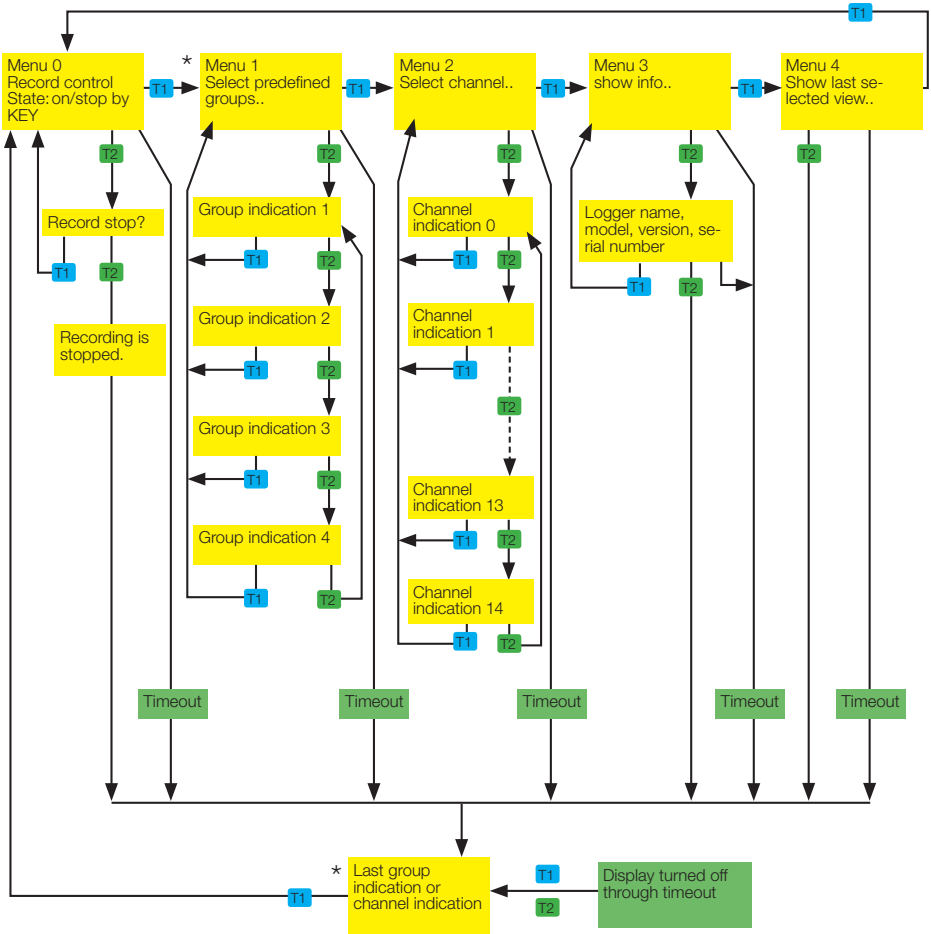 T1
Menu 0
Record control
State: on/stop by
KEY
T1
*
Menu 1
Select predefined
groups..
T1
Menu 2
Select channel..
T1
Menu 3
show info..
T1
Menu 4
Show last se-
lected view..
T2
T2
T2
T2
T2
Record stop?
T1
T2
Recording is
stopped.
Group indication 1
T1
T2
Group indication 2
T1
T2
Group indication 3
T1
T2
Group indication 4
T1
T2
Channel
indication 0
T1
T2
Channel
indication 1
T1
T2
Channel
indication 13
T1
T2
Channel
indication 14
T1
T2
Logger name,
model, version, se-
rial number
T1
T2
Timeout
Timeout
Timeout
Timeout
Timeout
T1
*
Last group
indication or
channel indication
T1
T2
Display turned off
through timeout